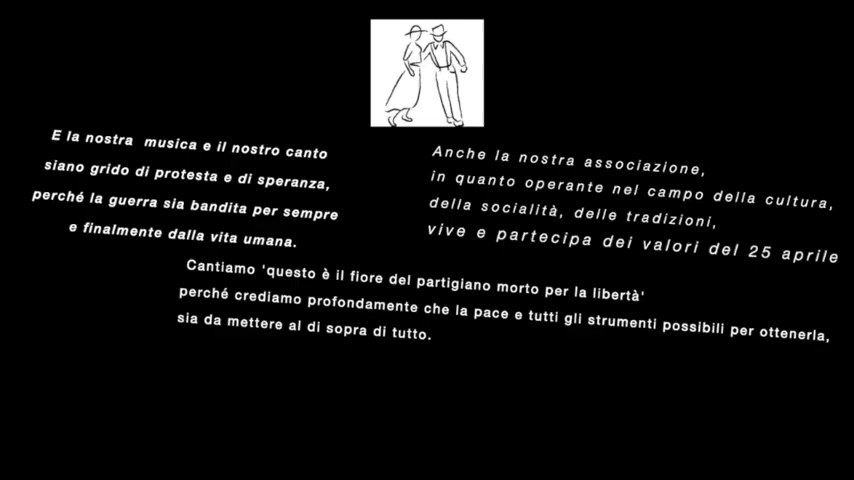 E la nostra musica e il nostro canto
siano grido di protesta e di speranza,
perché la guerra sia bandita per sempre
e finalmente dalla vita umana.
Anche la nostra associazione,
in quanto operante nel campo della cultura,
della socialità, delle tradizioni,
vive e partecipa dei valori del 25 aprile
Cantiamo 'questo è il fiore del partigiano morto per la libertà'
perché crediamo profondamente che la pace e tutti gli strumenti possibili per ottenerla,
sia da mettere al di sopra di tutto.